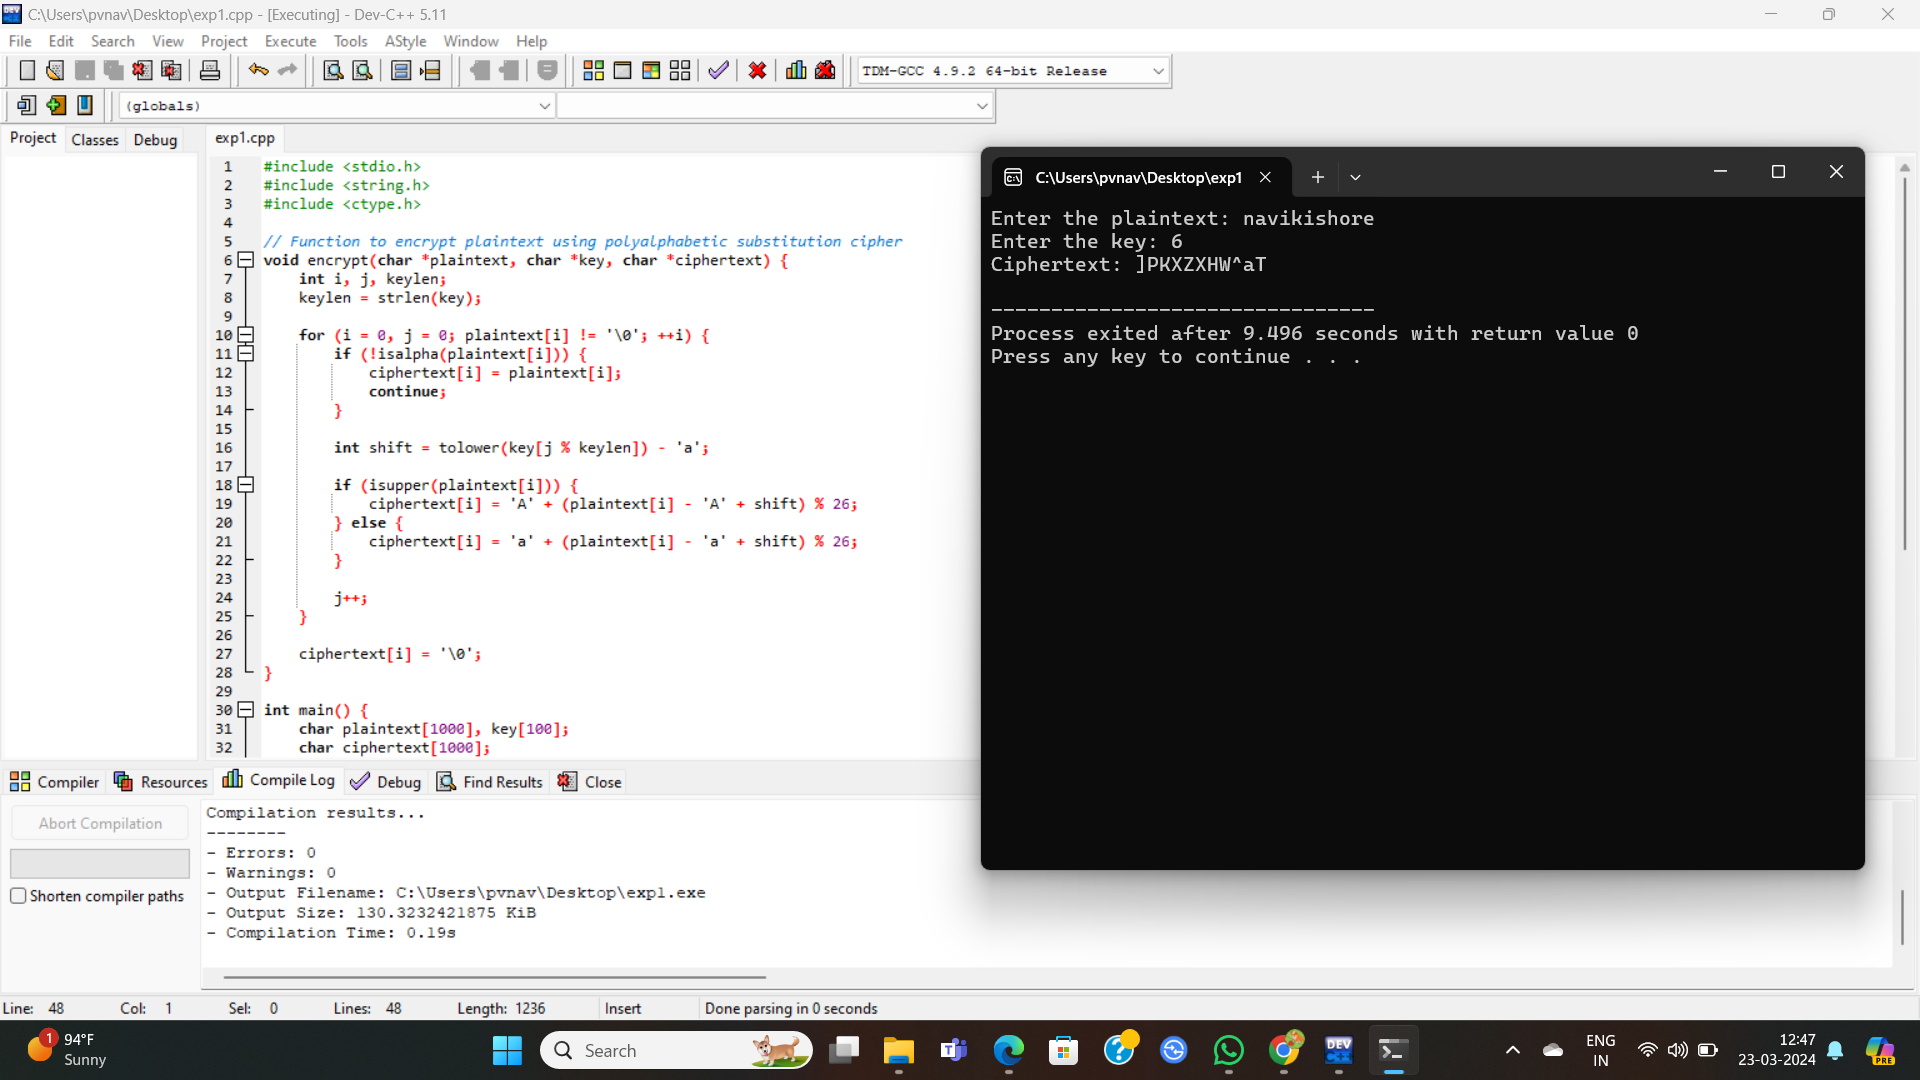 C:\Users\pvnav\Desktop\exp1.cpp - [Executing] - Dev-C++ 5.11
File Edit Search View Project Execute Tools AStyle Window Help
TDM-GCC 4.9.2 64-bit Release
(globals)
Project Classes Debug exp1.cpp
1 #include <stdio.h>
2 #include <string.h>
3 #include <ctype.h>
4
5 // Function to encrypt plaintext using polyalphabetic substitution cipher
6 void encrypt(char *plaintext, char *key, char *ciphertext) {
7 int i, j, keylen;
8 keylen = strlen(key);
9
10 for (i = 0, j = 0; plaintext[i] != '\0'; ++i) {
11 if (!isalpha(plaintext[i])) {
12 ciphertext[i] = plaintext[i];
13 continue;
14 }
15
16 int shift = tolower(key[j % keylen]) - 'a';
17
18 if (isupper(plaintext[i])) {
19 ciphertext[i] = 'A' + (plaintext[i] - 'A' + shift) % 26;
20 } else {
21 ciphertext[i] = 'a' + (plaintext[i] - 'a' + shift) % 26;
22 }
23
24 j++;
25 }
26
27 ciphertext[i] = '\0';
28 }
29
30 int main() {
31 char plaintext[1000], key[100];
32 char ciphertext[1000];
C:\Users\pvnav\Desktop\exp1
Enter the plaintext: navikishore
Enter the key: 6
Ciphertext: ]PKXZXHW^aT
--------------------------------
Process exited after 9.496 seconds with return value 0
Press any key to continue . . .
Compiler Resources Compile Log Debug Find Results Close
Abort Compilation
Shorten compiler paths
Compilation results...
--------
- Errors: 0
- Warnings: 0
- Output Filename: C:\Users\pvnav\Desktop\exp1.exe
- Output Size: 130.3232421875 KiB
- Compilation Time: 0.19s
Line: 48 Col: 1 Sel: 0 Lines: 48 Length: 1236 Insert Done parsing in 0 seconds
1
94°F
Sunny
Search
DEV
C++
ENG
IN
12:47
23-03-2024
PRE